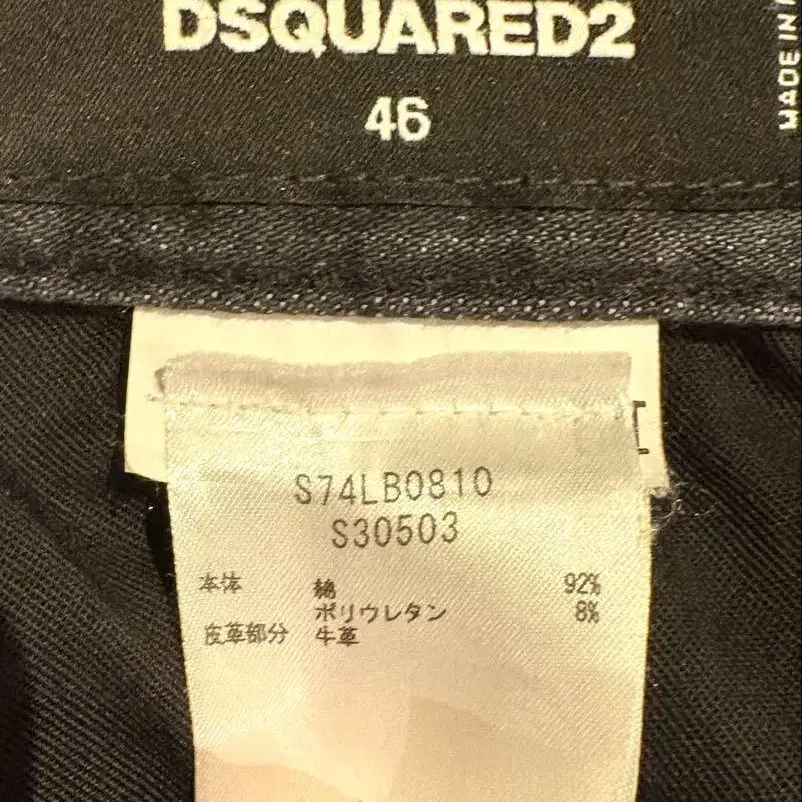 DSQUARED2
46
MADE IN
S74LB0810
S30503
本体 綿 92%
ポリウレタン 8%
皮革部分 牛革